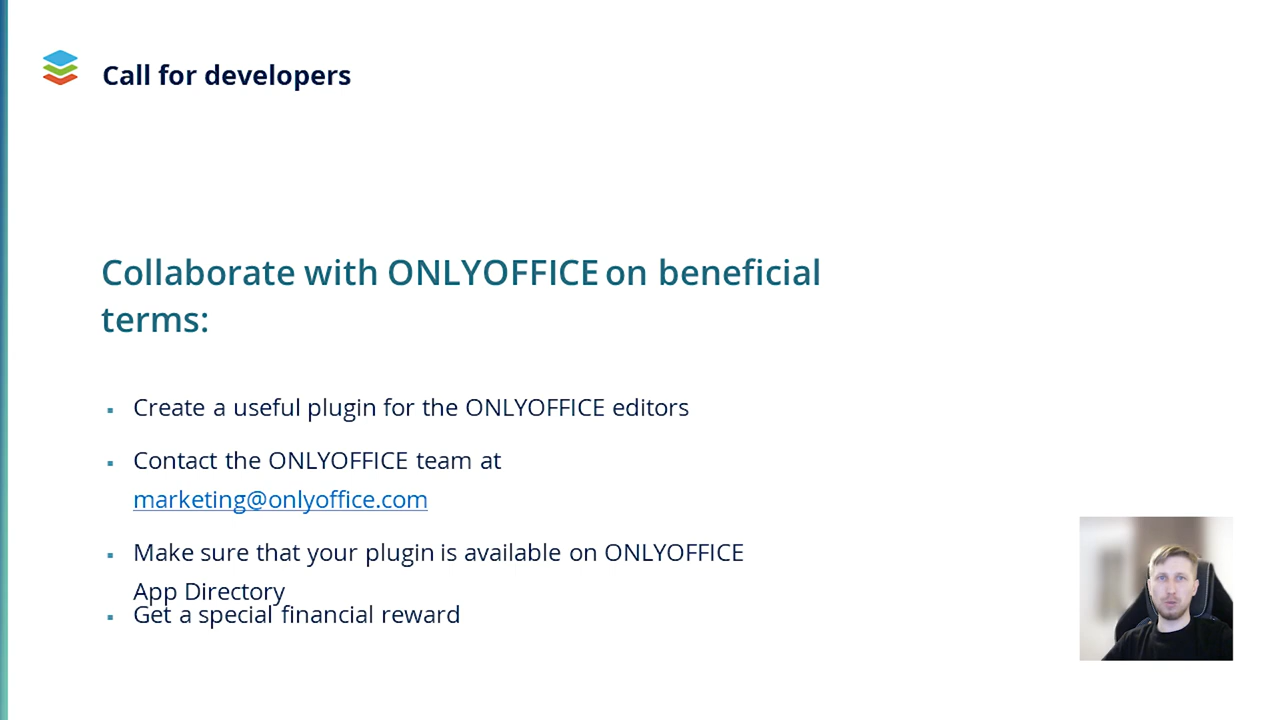 Call for developers
Collaborate with ONLYOFFICE on beneficial
terms:
▪ Create a useful plugin for the ONLYOFFICE editors
▪ Contact the ONLYOFFICE team at
marketing@onlyoffice.com
▪ Make sure that your plugin is available on ONLYOFFICE
App Directory
▪ Get a special financial reward